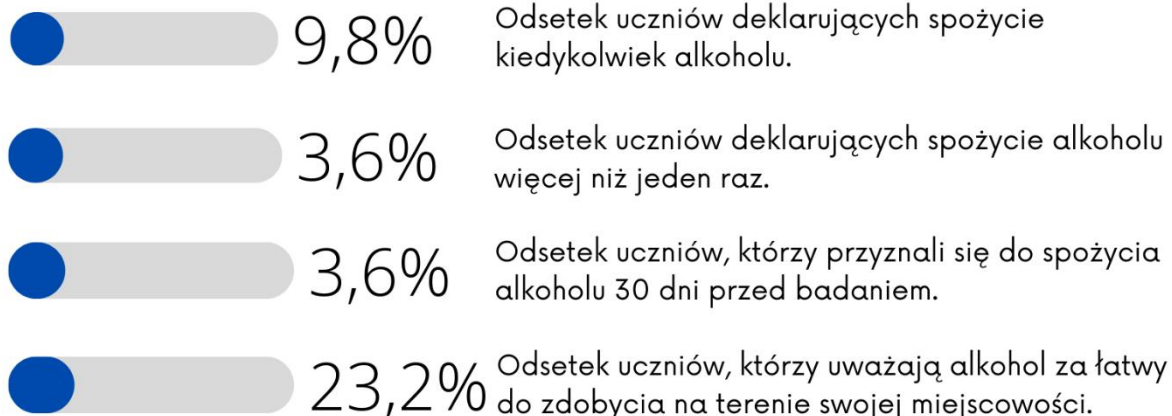 9,8%
Odsetek uczniów deklarujących spożycie
kiedykolwiek alkoholu.
3,6%
Odsetek uczniów deklarujących spożycie alkoholu
więcej niż jeden raz.
3,6%
Odsetek uczniów, którzy przyznali się do spożycia
alkoholu 30 dni przed badaniem.
23,2%
Odsetek uczniów, którzy uważają alkohol za łatwy
do zdobycia na terenie swojej miejscowości.